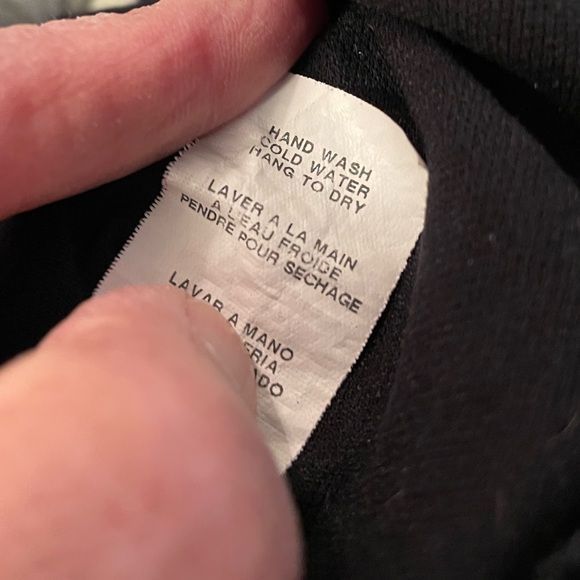 HAND WASH
COLD WATER
HANG TO DRY
LAVER A LA MAIN
A L'EAU FROIDE
PENDRE POUR SECHAGE
LAVAR A MANO